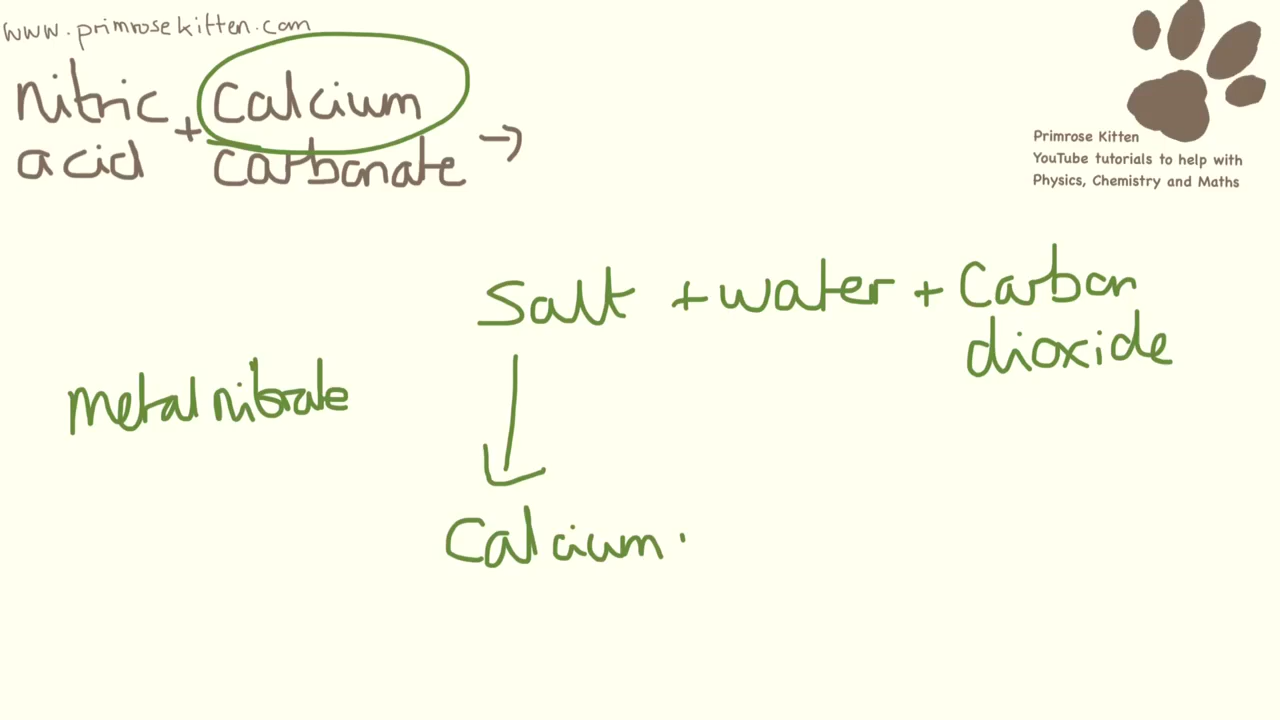 www.primrosekitten.com
nitric + Calcium
acid carbonate →
Primrose Kitten
YouTube tutorials to help with
Physics, Chemistry and Maths
Salt + water + Carbon
dioxide
Metal nitrate
Calcium